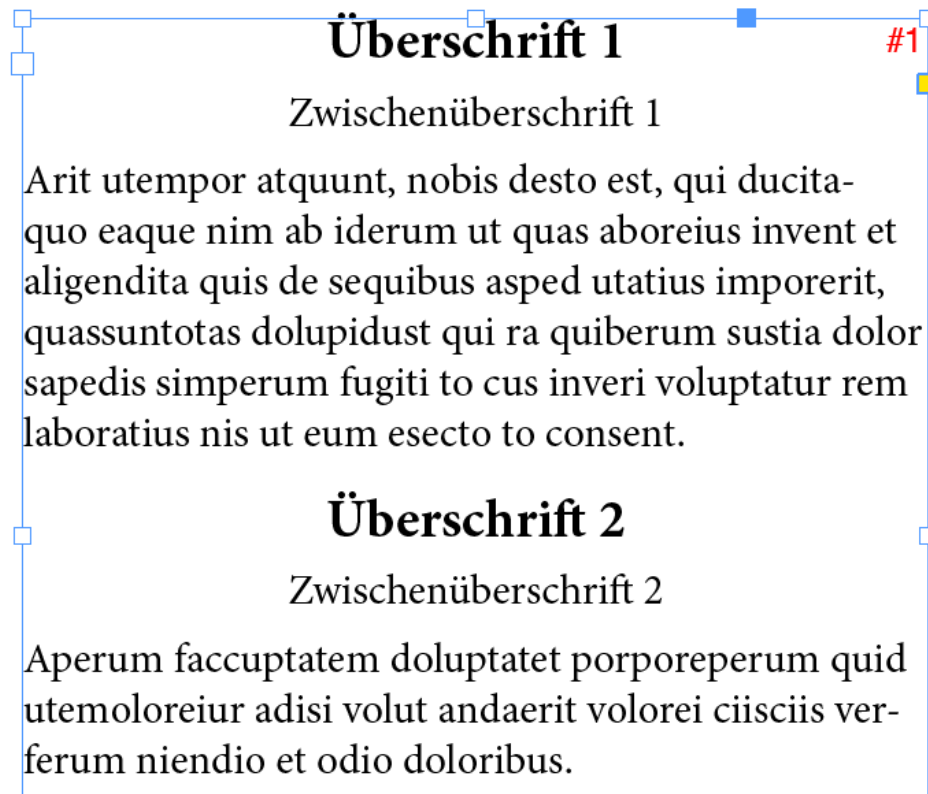 Überschrift 1
#1
Zwischenüberschrift 1
Arit utempor atquunt, nobis desto est, qui ducita-
quo eaque nim ab iderum ut quas aboreius invent et
aligendita quis de sequibus asped utatius imporerit,
quassuntotas dolupidust qui ra quiberum sustia dolor
sapedis simperum fugiti to cus inveri voluptatur rem
laboratius nis ut eum esecto to consent.
Überschrift 2
Zwischenüberschrift 2
Aperum faccuptatem doluptatet porporeperum quid
utemoloreiur adisi volut andaerit volorei ciisciis ver-
ferum niendio et odio doloribus.